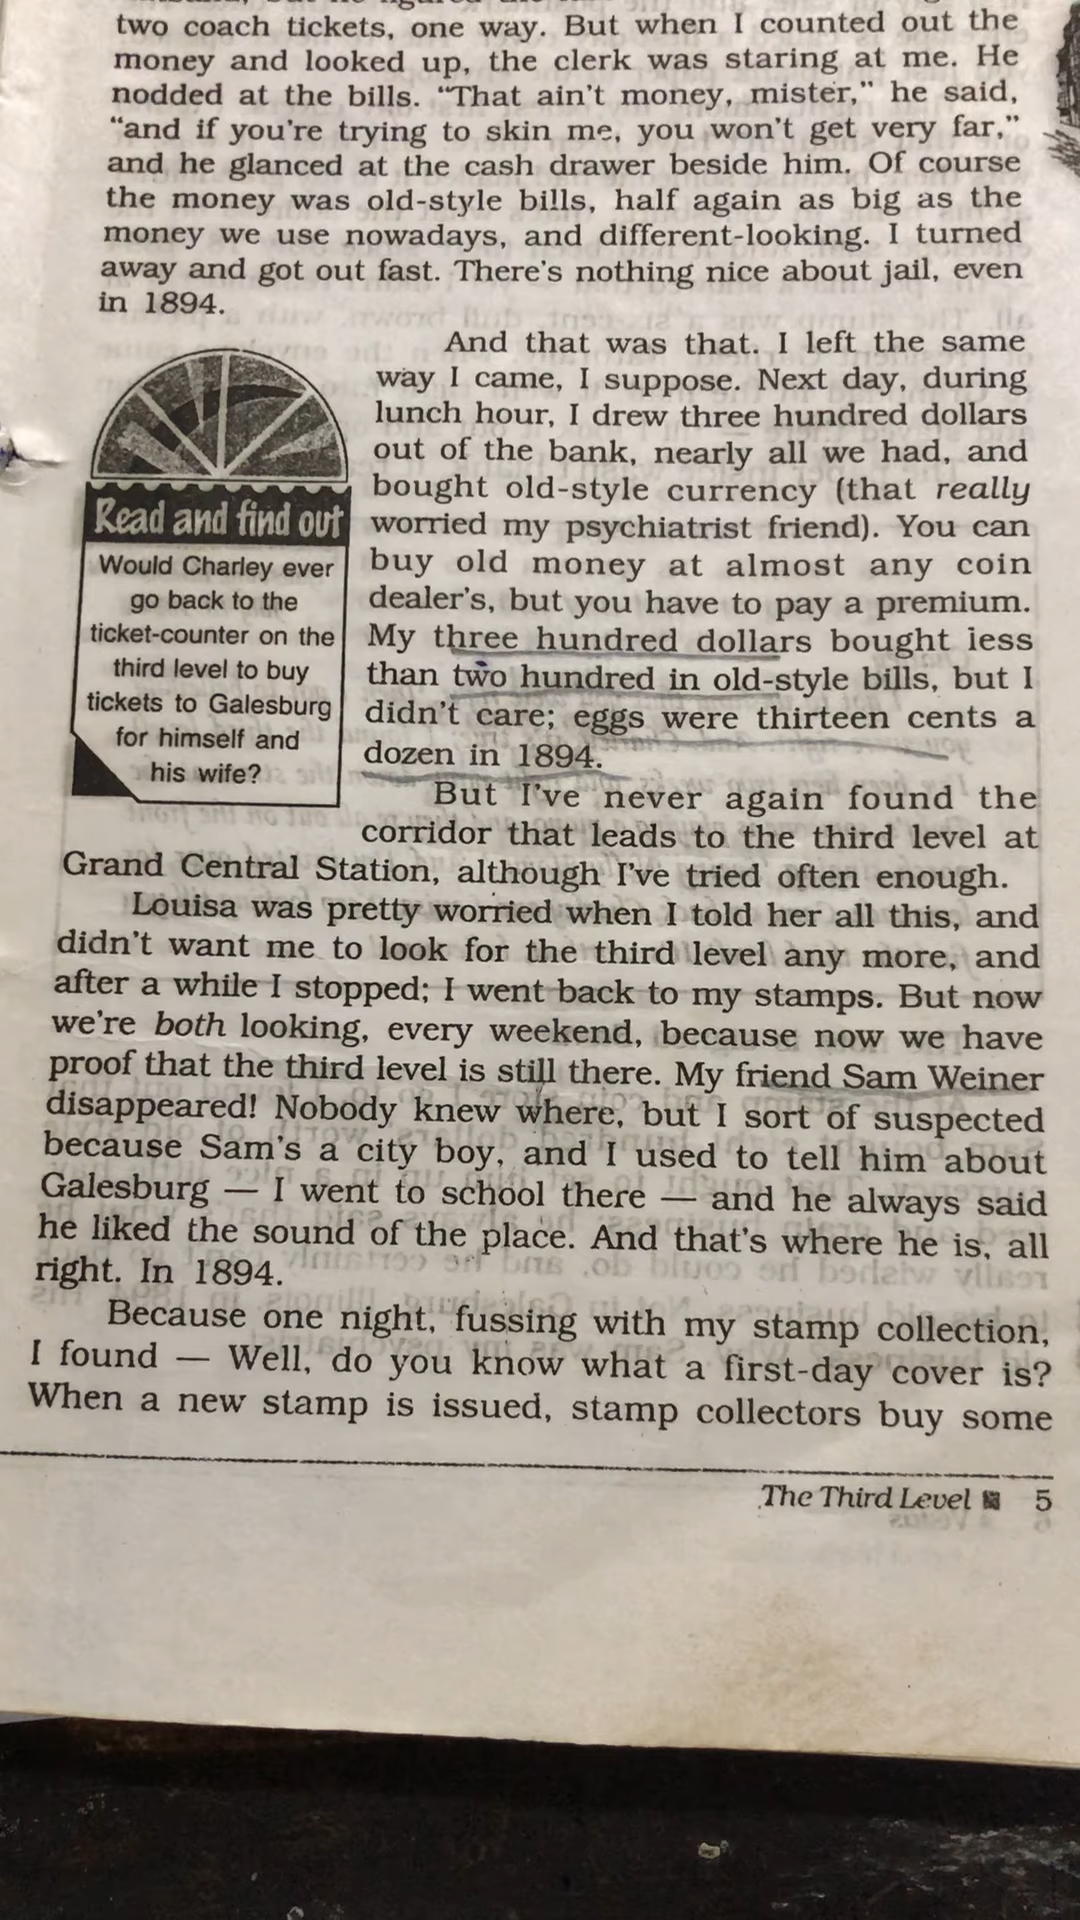 two coach tickets, one way. But when I counted out the
money and looked up, the clerk was staring at me. He
nodded at the bills. “That ain't money, mister,” he said,
“and if you're trying to skin me, you won't get very far,”
and he glanced at the cash drawer beside him. Of course
the money was old-style bills, half again as big as the
money we use nowadays, and different-looking. I turned
away and got out fast. There's nothing nice about jail, even
in 1894.
And that was that. I left the same
way I came, I suppose. Next day, during
lunch hour, I drew three hundred dollars
out of the bank, nearly all we had, and
bought old-style currency (that really
worried my psychiatrist friend). You can
buy old money at almost any coin
dealer's, but you have to pay a premium.
My three hundred dollars bought less
than two hundred in old-style bills, but I
didn't care; eggs were thirteen cents a
dozen in 1894.
Read and find out
Would Charley ever
go back to the
ticket-counter on the
third level to buy
tickets to Galesburg
for himself and
his wife?
But I've never again found the
corridor that leads to the third level at
Grand Central Station, although I've tried often enough.
Louisa was pretty worried when I told her all this, and
didn't want me to look for the third level any more, and
after a while I stopped; I went back to my stamps. But now
we're both looking, every weekend, because now we have
proof that the third level is still there. My friend Sam Weiner
disappeared! Nobody knew where, but I sort of suspected
because Sam's a city boy, and I used to tell him about
Galesburg — I went to school there — and he always said
he liked the sound of the place. And that's where he is, all
right. In 1894.
Because one night, fussing with my stamp collection,
I found — Well, do you know what a first-day cover is?
When a new stamp is issued, stamp collectors buy some
The Third Level 5